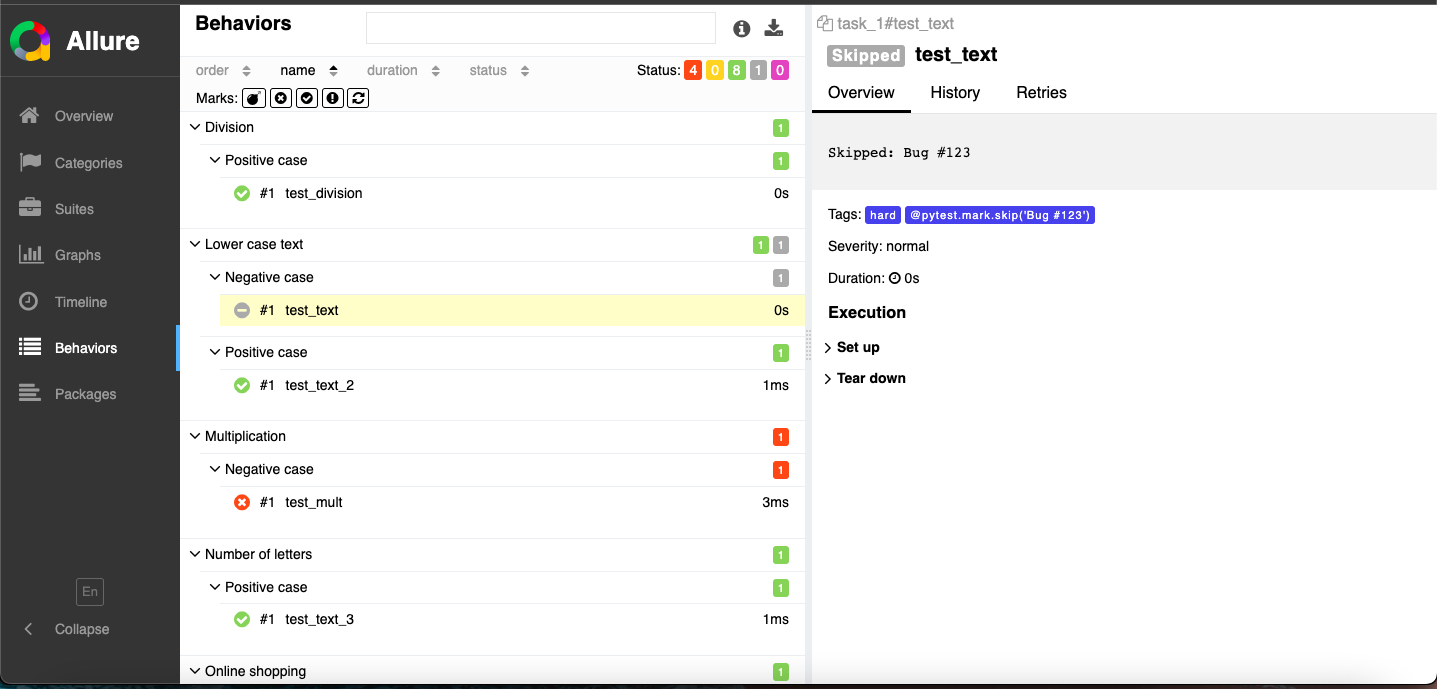 Allure
Overview
Categories
Suites
Graphs
Timeline
Behaviors
Packages
En
Collapse
Behaviors
order name duration status Status: 4 0 8 1 0
Marks:
Division 1
Positive case 1
#1 test_division 0s
Lower case text 1 1
Negative case 1
#1 test_text 0s
Positive case 1
#1 test_text_2 1ms
Multiplication 1
Negative case 1
#1 test_mult 3ms
Number of letters 1
Positive case 1
#1 test_text_3 1ms
Online shopping 1
task_1#test_text
Skipped test_text
Overview History Retries
Skipped: Bug #123
Tags: hard @pytest.mark.skip('Bug #123')
Severity: normal
Duration: 0s
Execution
Set up
Tear down